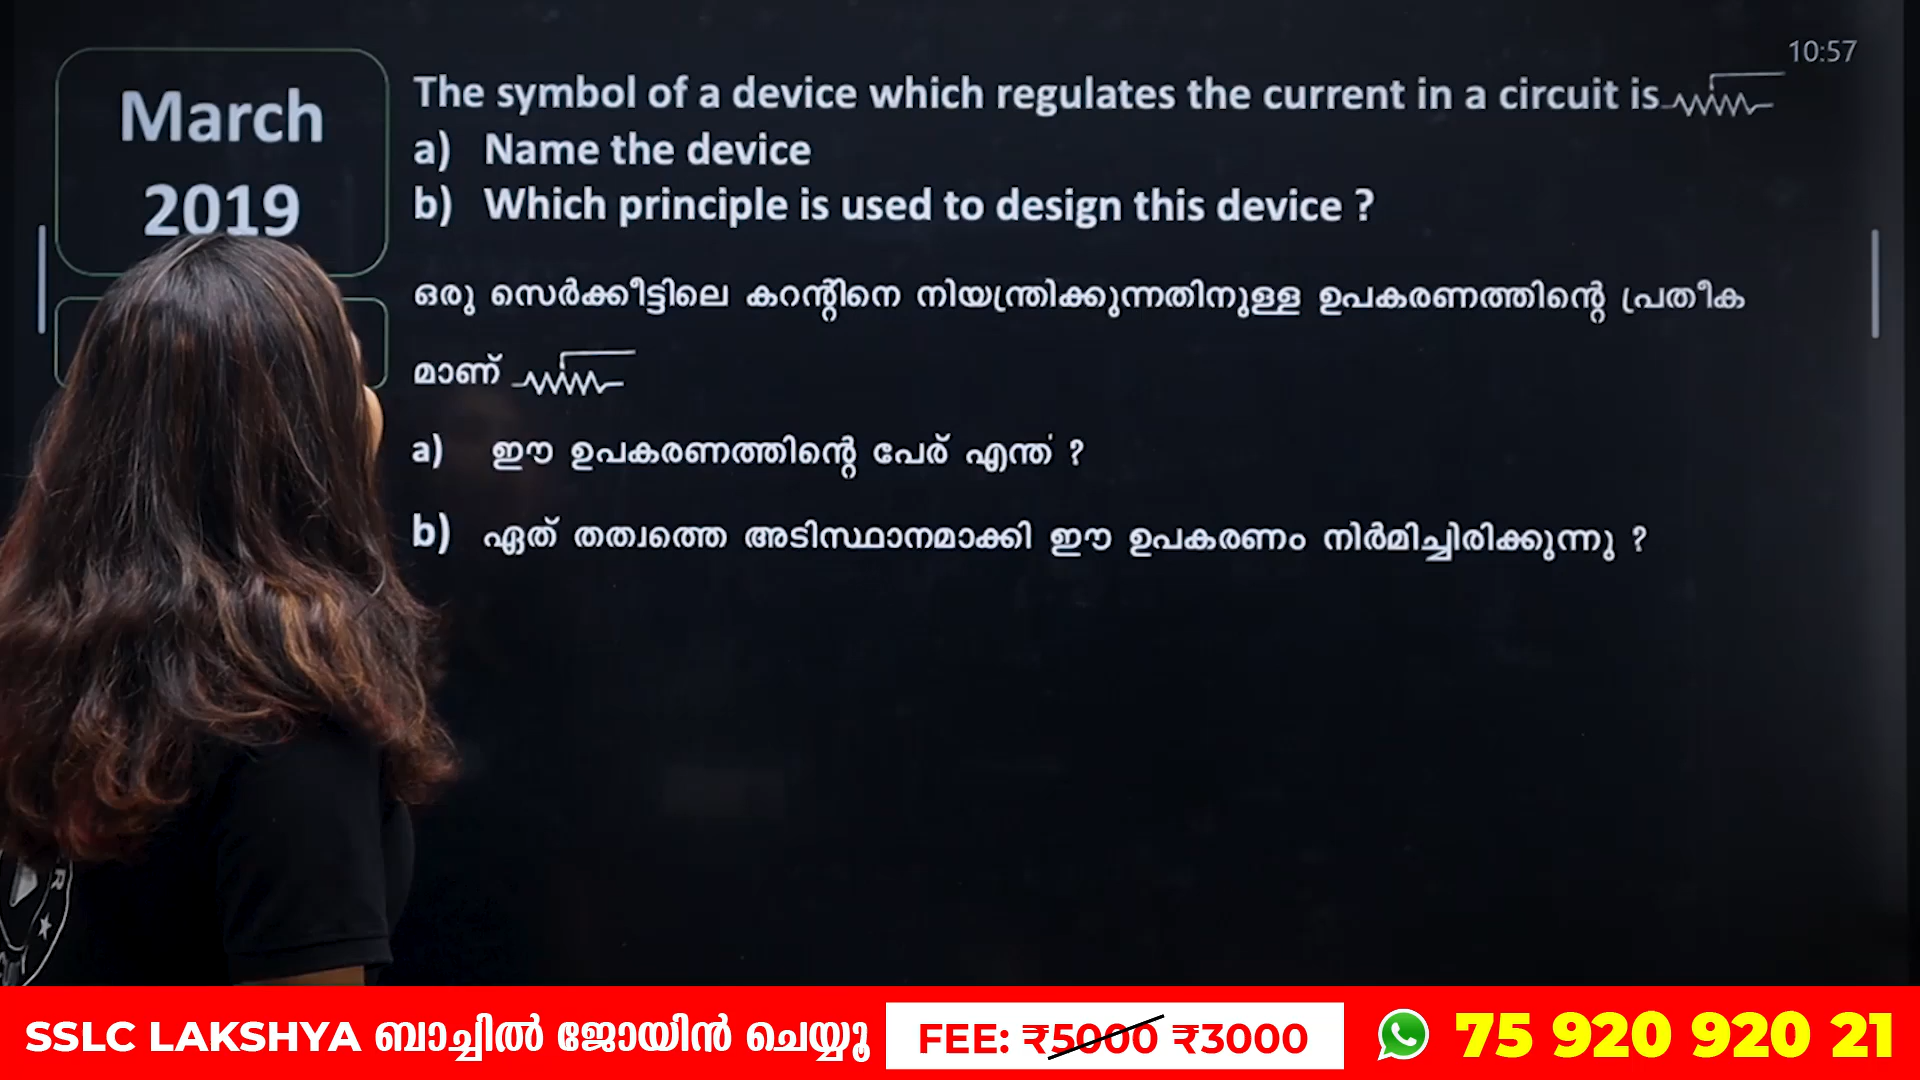 10:57
March
2019
The symbol of a device which regulates the current in a circuit is
a) Name the device
b) Which principle is used to design this device ?
ഒരു സെർക്കീട്ടിലെ കറന്റിനെ നിയന്ത്രിക്കുന്നതിനുള്ള ഉപകരണത്തിന്റെ പ്രതീക
മാണ്
a) ഈ ഉപകരണത്തിന്റെ പേര് എന്ത് ?
b) ഏത് തത്വത്തെ അടിസ്ഥാനമാക്കി ഈ ഉപകരണം നിർമിച്ചിരിക്കുന്നു ?
SSLC LAKSHYA ബാച്ചിൽ ജോയിൻ ചെയ്യൂ
FEE: ₹5000 ₹3000
75 920 920 21